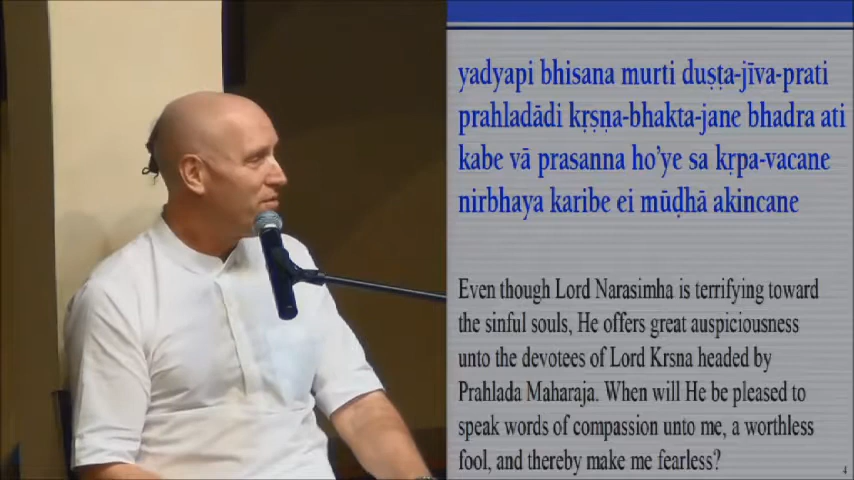 yadyapi bhisana murti duṣṭa-jīva-prati
prahladādi kṛṣṇa-bhakta-jane bhadra ati
kabe vā prasanna ho'ye sa kṛpa-vacane
nirbhaya karibe ei mūḍhā akincane
Even though Lord Narasimha is terrifying toward
the sinful souls, He offers great auspiciousness
unto the devotees of Lord Krsna headed by
Prahlada Maharaja. When will He be pleased to
speak words of compassion unto me, a worthless
fool, and thereby make me fearless?
4